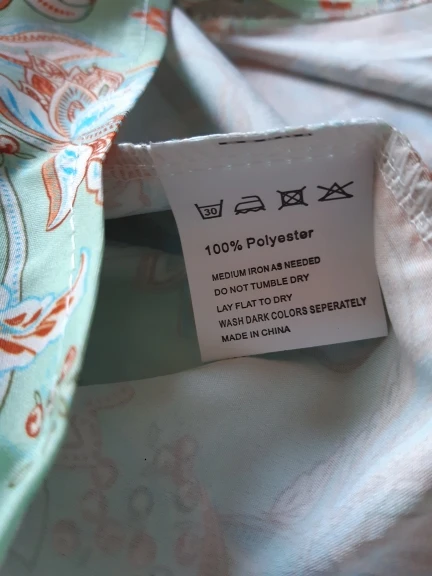 30
100% Polyester
MEDIUM IRON AS NEEDED
DO NOT TUMBLE DRY
LAY FLAT TO DRY
WASH DARK COLORS SEPERATELY
MADE IN CHINA